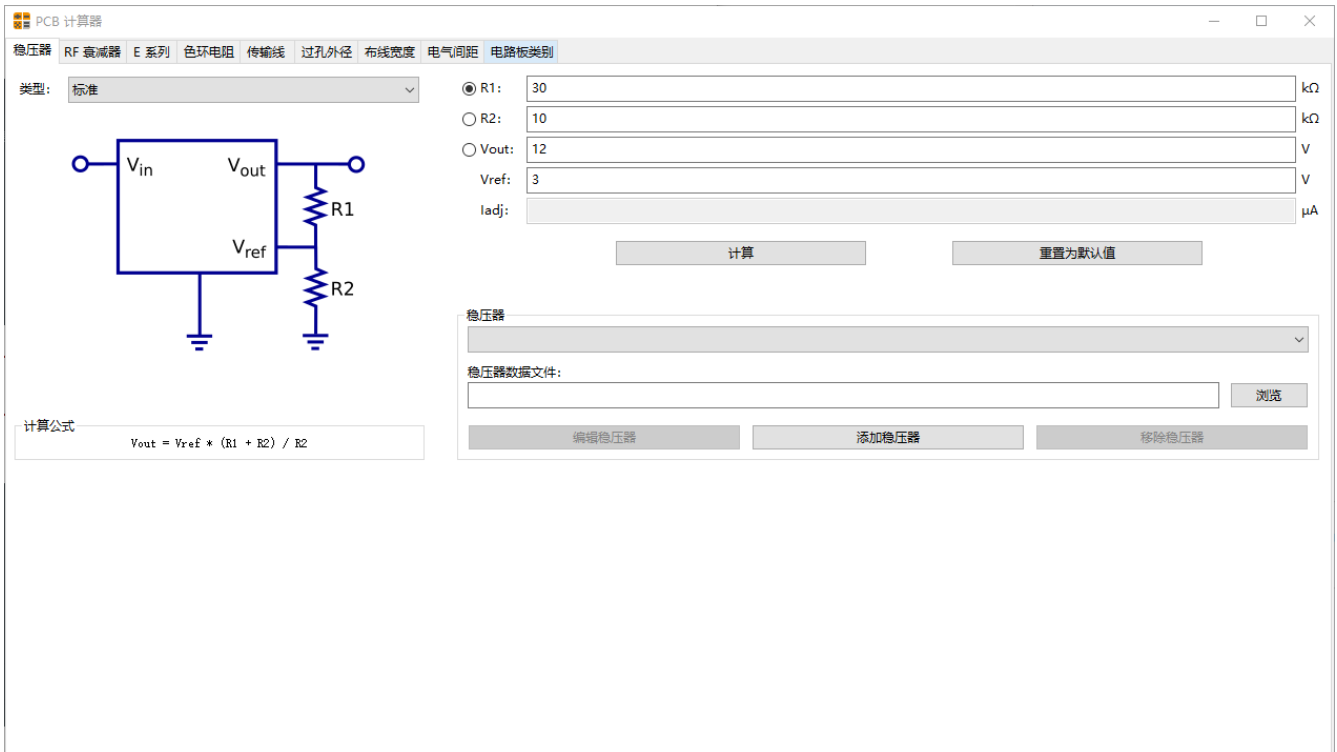 PCB 计算器
稳压器 RF 衰减器 E 系列 色环电阻 传输线 过孔外径 布线宽度 电气间距 电路板类别
类型: 标准
Vin
Vout
R1
Vref
R2
计算公式
Vout = Vref * (R1 + R2) / R2
R1: 30 kΩ
R2: 10 kΩ
Vout: 12 V
Vref: 3 V
Iadj: μA
计算 重置为默认值
稳压器
稳压器数据文件:
浏览
编辑稳压器 添加稳压器 移除稳压器